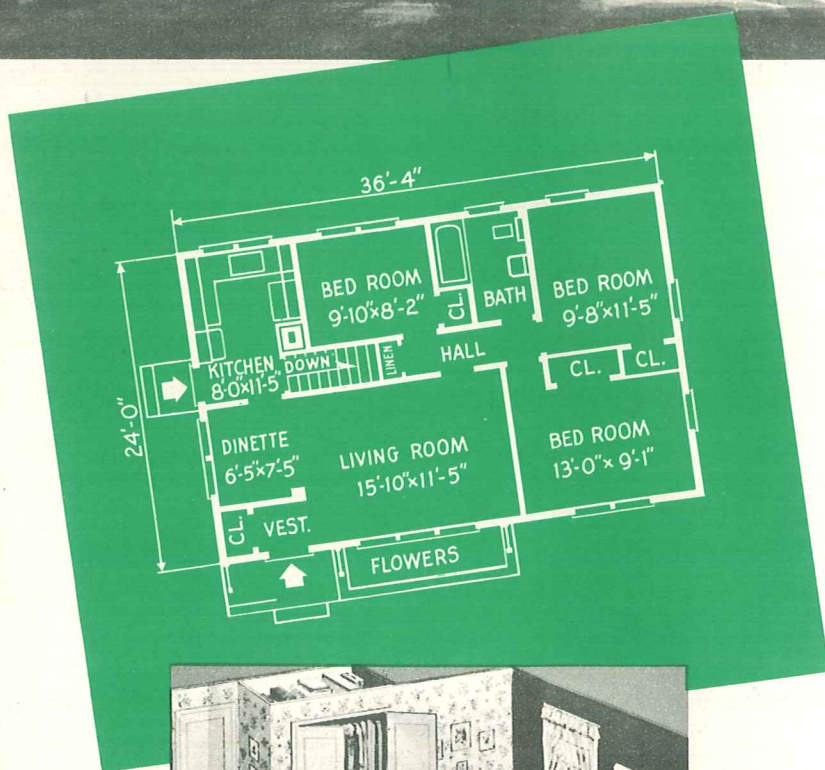 36'-4"
24'-0"
BED ROOM
9'-10"x8'-2"
CL.
BATH
BED ROOM
9'-8"x11'-5"
KITCHEN
8'-0"x11'-5"
DOWN
LINEN
HALL
CL.
CL.
DINETTE
6'-5"x7'-5"
LIVING ROOM
15'-10"x11'-5"
BED ROOM
13'-0"x 9'-1"
CL.
VEST.
FLOWERS